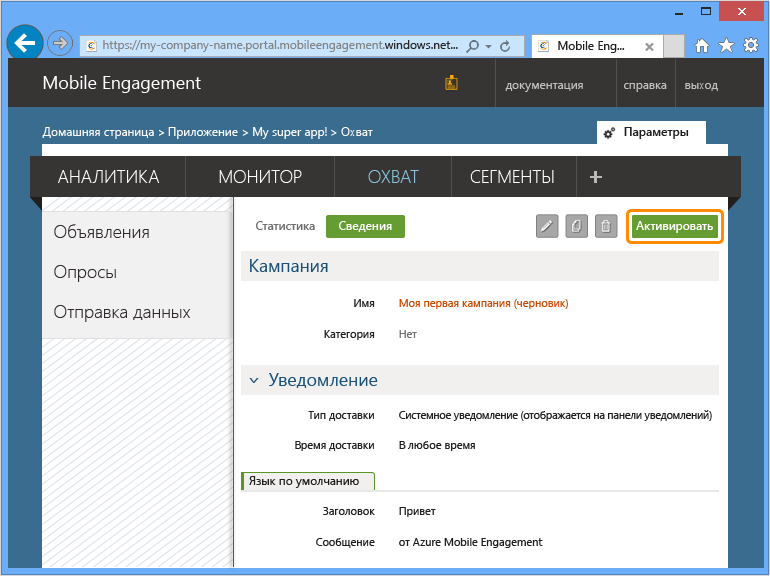 https://my-company-name.portal.mobileengagement.windows.net...
Mobile Eng...
Mobile Engagement
документация
справка
выход
Домашняя страница > Приложение > My super app! > Охват
Параметры
АНАЛИТИКА
МОНИТОР
ОХВАТ
СЕГМЕНТЫ
+
Объявления
Опросы
Отправка данных
Статистика
Сведения
Активировать
Кампания
Имя Моя первая кампания (черновик)
Категория Нет
Уведомление
Тип доставки Системное уведомление (отображается на панели уведомлений)
Время доставки В любое время
Язык по умолчанию
Заголовок Привет
Сообщение от Azure Mobile Engagement